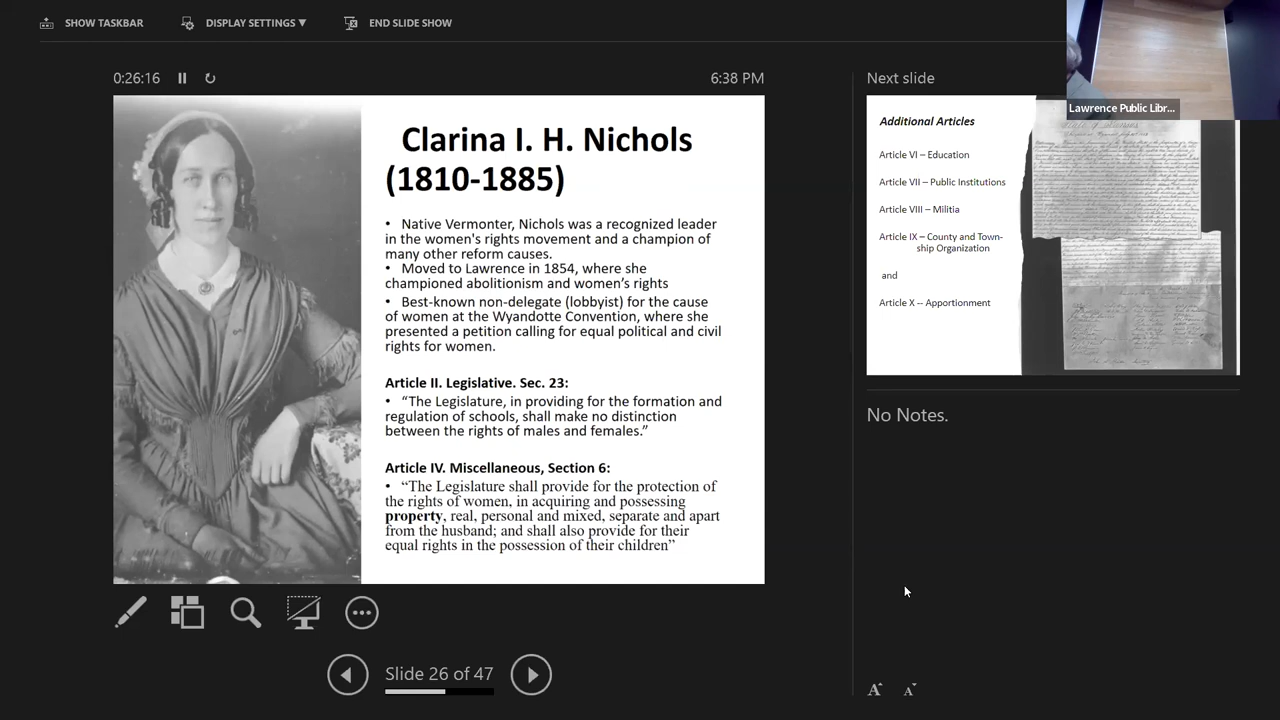 SHOW TASKBAR
DISPLAY SETTINGS ▼
END SLIDE SHOW
Lawrence Public Libr...
0:26:16
6:38 PM
Clarina I. H. Nichols
(1810-1885)
• Native Vermonter, Nichols was a recognized leader
in the women's rights movement and a champion of
many other reform causes.
• Moved to Lawrence in 1854, where she
championed abolitionism and women's rights
• Best-known non-delegate (lobbyist) for the cause
of women at the Wyandotte Convention, where she
presented a petition calling for equal political and civil
rights for women.
Article II. Legislative. Sec. 23:
• “The Legislature, in providing for the formation and
regulation of schools, shall make no distinction
between the rights of males and females.”
Article IV. Miscellaneous, Section 6:
• “The Legislature shall provide for the protection of
the rights of women, in acquiring and possessing
property, real, personal and mixed, separate and apart
from the husband; and shall also provide for their
equal rights in the possession of their children”
Slide 26 of 47
Next slide
Additional Articles
Article VI – Education
Article VII – Public Institutions
Article VIII – Militia
Article IX – County and Town-
ship Organization
and
Article X -- Apportionment
No Notes.
A A